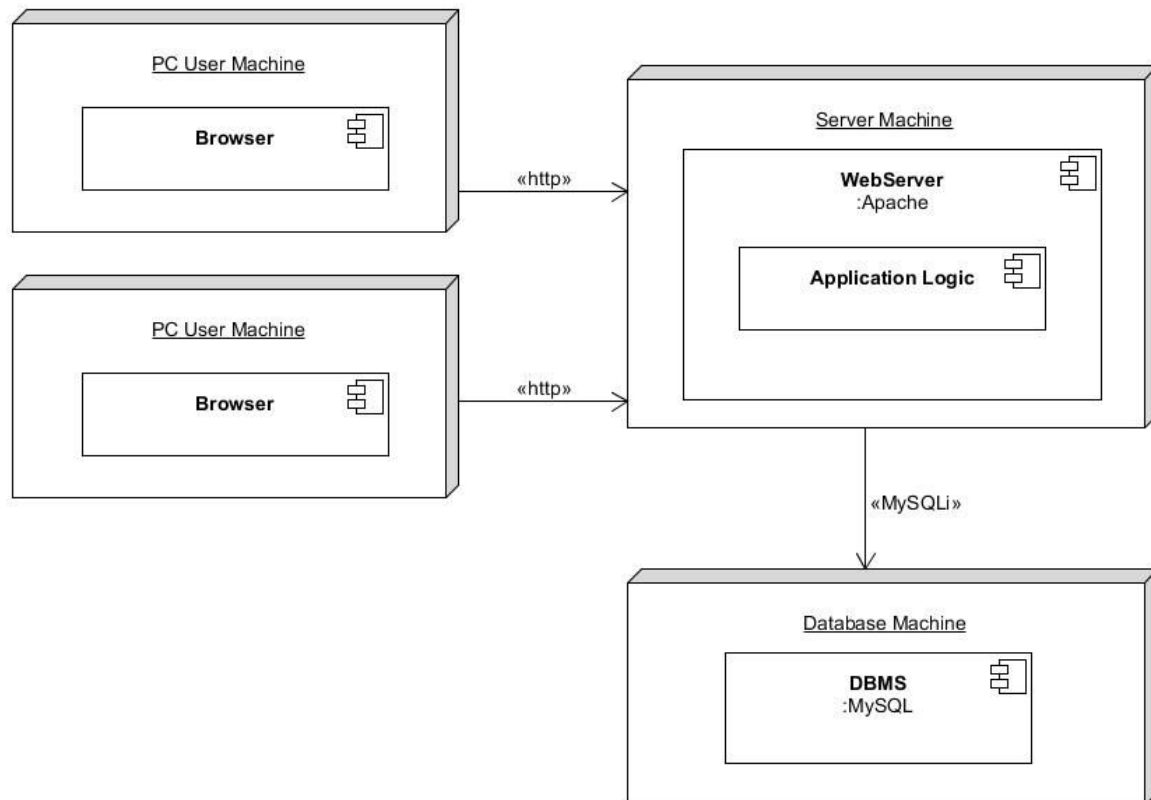 PC User Machine
Browser
«http»
Server Machine
WebServer
:Apache
Application Logic
PC User Machine
Browser
«http»
«MySQLi»
Database Machine
DBMS
:MySQL